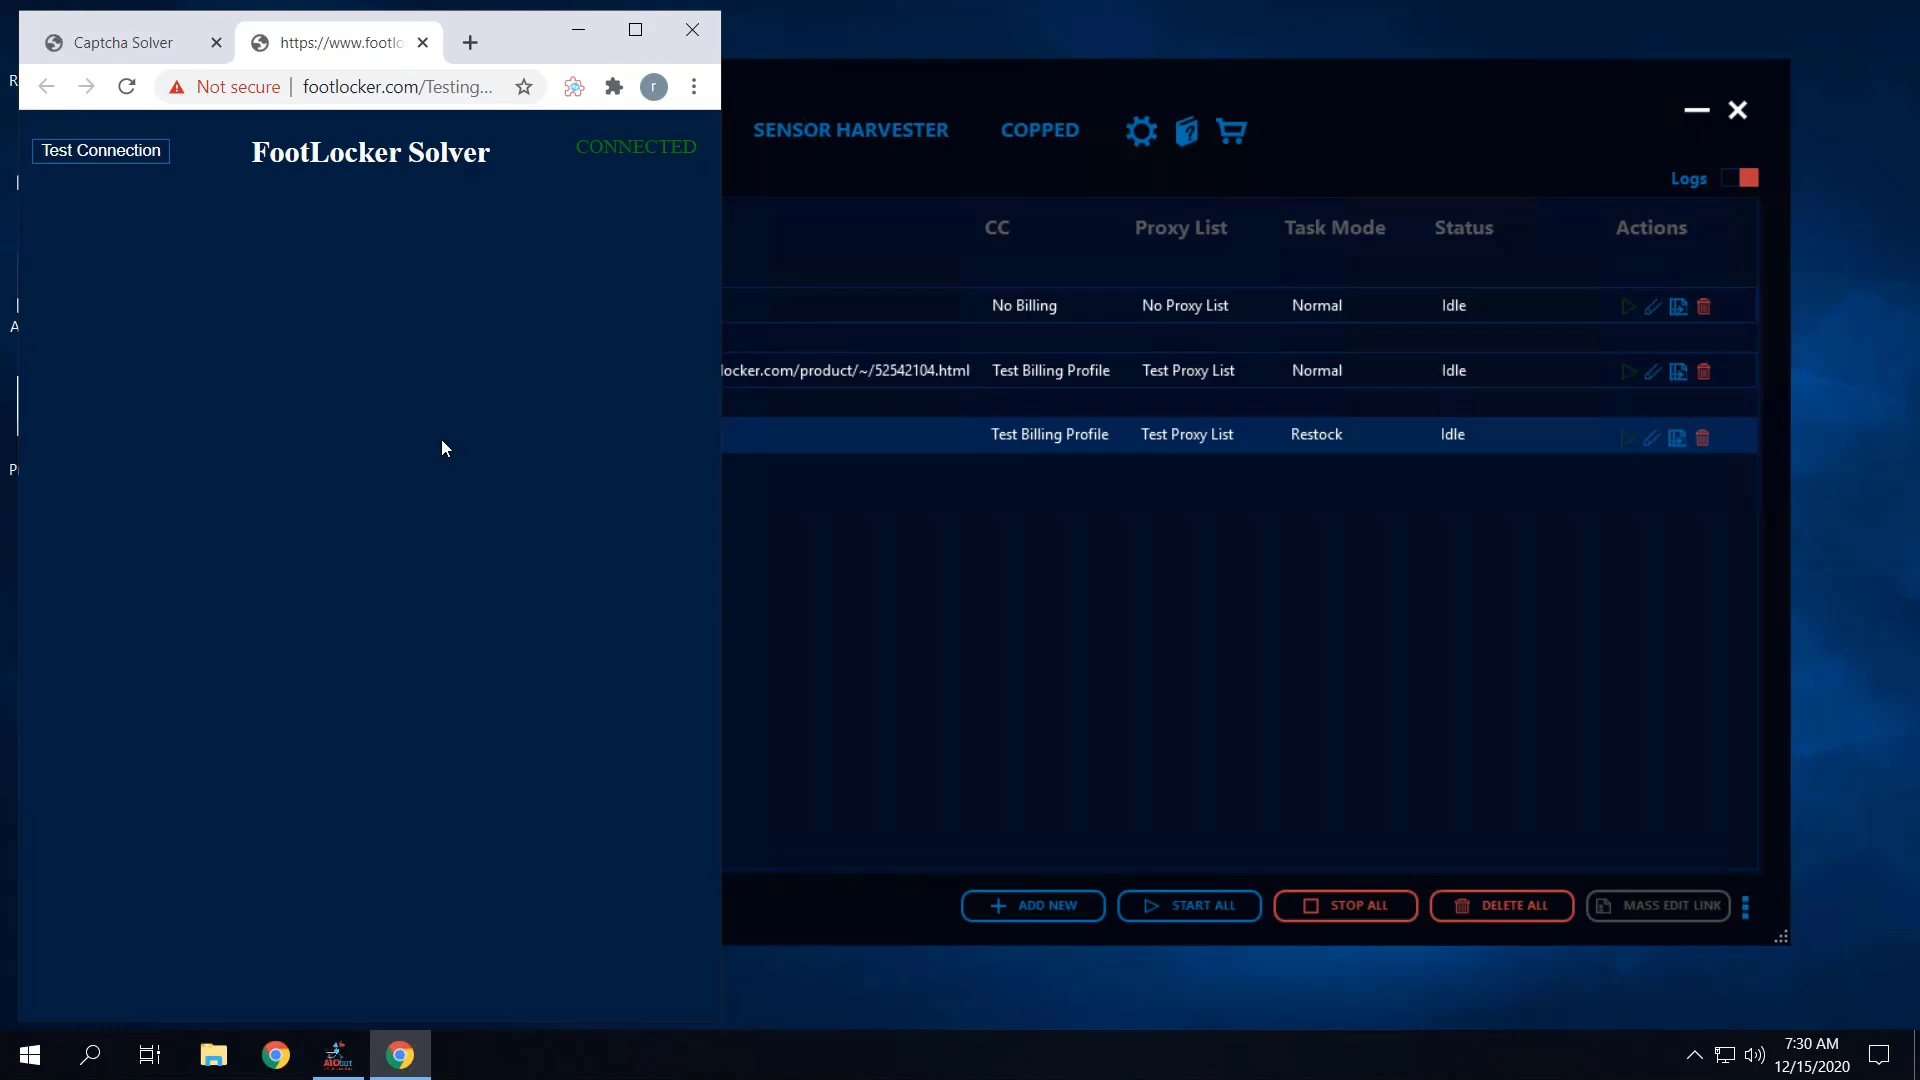 Captcha Solver
https://www.footlo
Not secure
footlocker.com/Testing...
r
Test Connection
FootLocker Solver
CONNECTED
SENSOR HARVESTER
COPPED
Logs
CC
Proxy List
Task Mode
Status
Actions
No Billing
No Proxy List
Normal
Idle
locker.com/product/~/52542104.html
Test Billing Profile
Test Proxy List
Normal
Idle
Test Billing Profile
Test Proxy List
Restock
Idle
ADD NEW
START ALL
STOP ALL
DELETE ALL
MASS EDIT LINK
R
A
P
AIObot
7:30 AM
12/15/2020